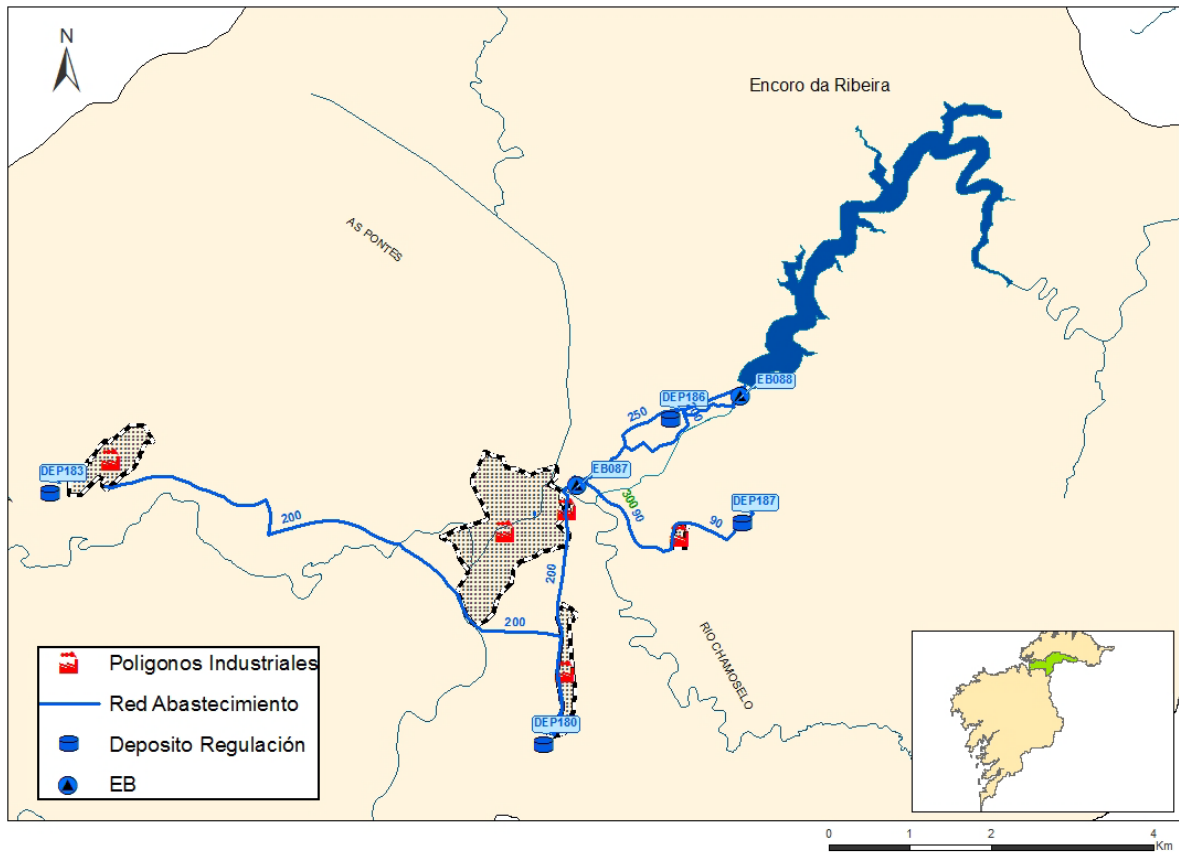 N
Encoro da Ribeira
AS PONTES
EB088
DEP186
250
EB087
DEP183
300
90
DEP187
90
200
200
200
RIO CHAMOSELO
DEP180
Poligonos Industriales
Red Abastecimiento
Deposito Regulación
EB
0 1 2 4
Km